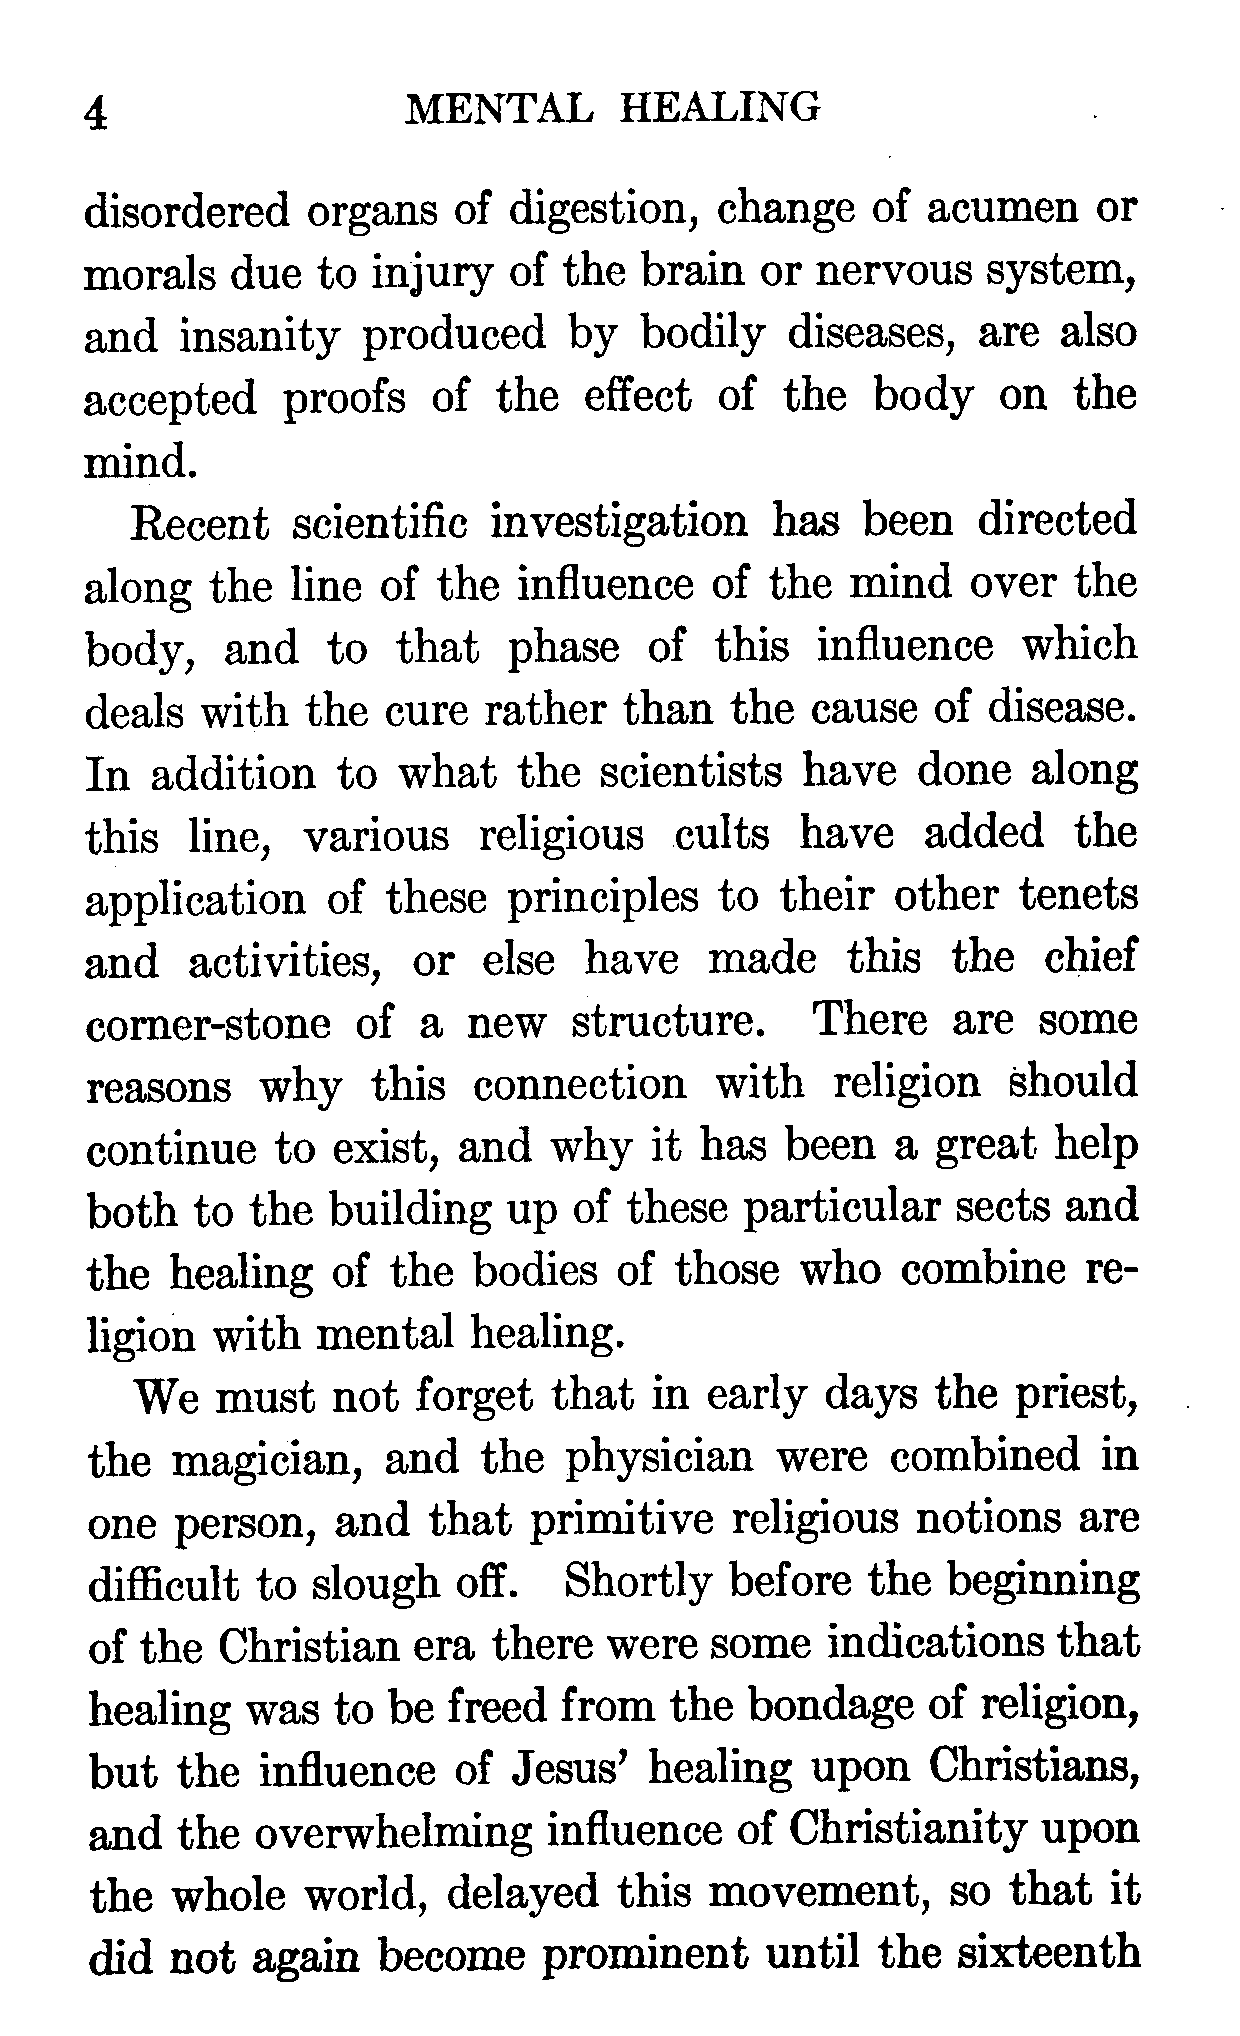 4 MENTAL HEALING
disordered organs of digestion, change of acumen or
morals due to injury of the brain or nervous system,
and insanity produced by bodily diseases, are also
accepted proofs of the effect of the body on the
mind.
Recent scientific investigation has been directed
along the line of the influence of the mind over the
body, and to that phase of this influence which
deals with the cure rather than the cause of disease.
In addition to what the scientists have done along
this line, various religious cults have added the
application of these principles to their other tenets
and activities, or else have made this the chief
corner-stone of a new structure. There are some
reasons why this connection with religion should
continue to exist, and why it has been a great help
both to the building up of these particular sects and
the healing of the bodies of those who combine re-
ligion with mental healing.
We must not forget that in early days the priest,
the magician, and the physician were combined in
one person, and that primitive religious notions are
difficult to slough off. Shortly before the beginning
of the Christian era there were some indications that
healing was to be freed from the bondage of religion,
but the influence of Jesus' healing upon Christians,
and the overwhelming influence of Christianity upon
the whole world, delayed this movement, so that it
did not again become prominent until the sixteenth